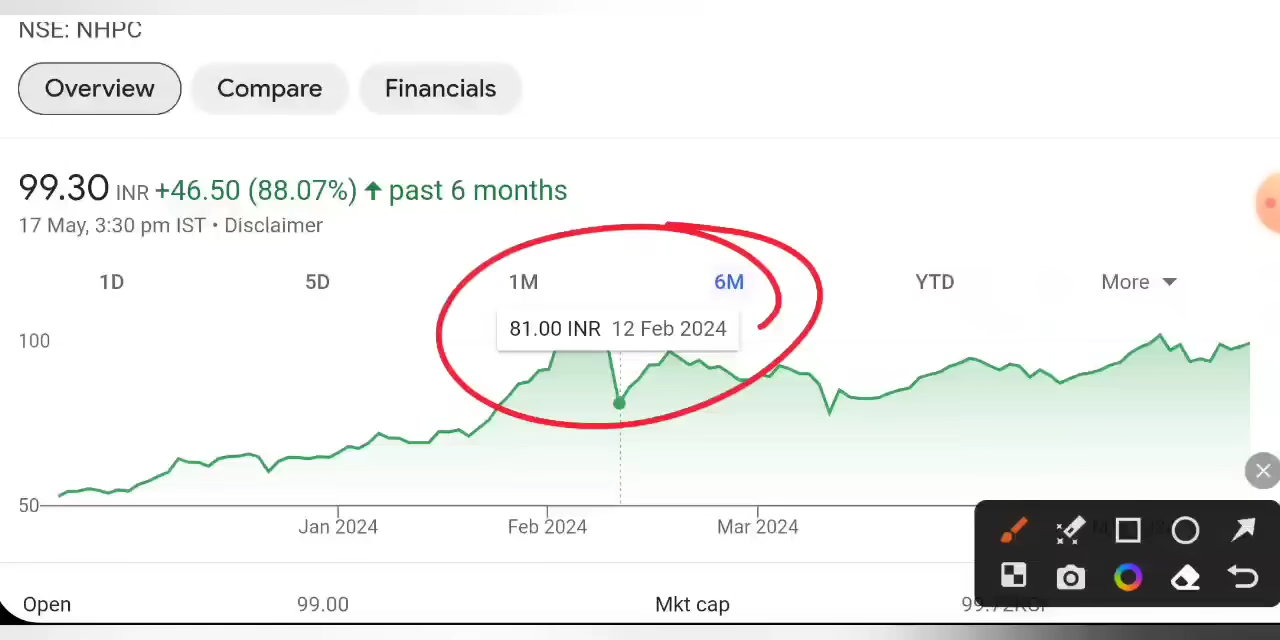 NSE: NHPC
Overview Compare Financials
99.30 INR +46.50 (88.07%) ↑ past 6 months
17 May, 3:30 pm IST • Disclaimer
1D 5D 1M 6M YTD More
81.00 INR 12 Feb 2024
100
50
Jan 2024 Feb 2024 Mar 2024
Open 99.00 Mkt cap